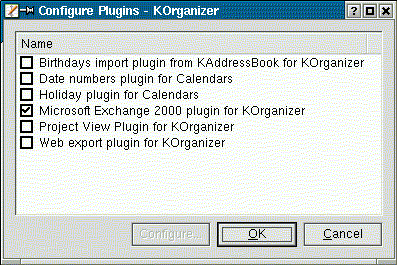 Configure Plugins - KOrganizer
Name
Birthdays import plugin from KAddressBook for KOrganizer
Date numbers plugin for Calendars
Holiday plugin for Calendars
Microsoft Exchange 2000 plugin for KOrganizer
Project View Plugin for KOrganizer
Web export plugin for KOrganizer
Configure... OK Cancel